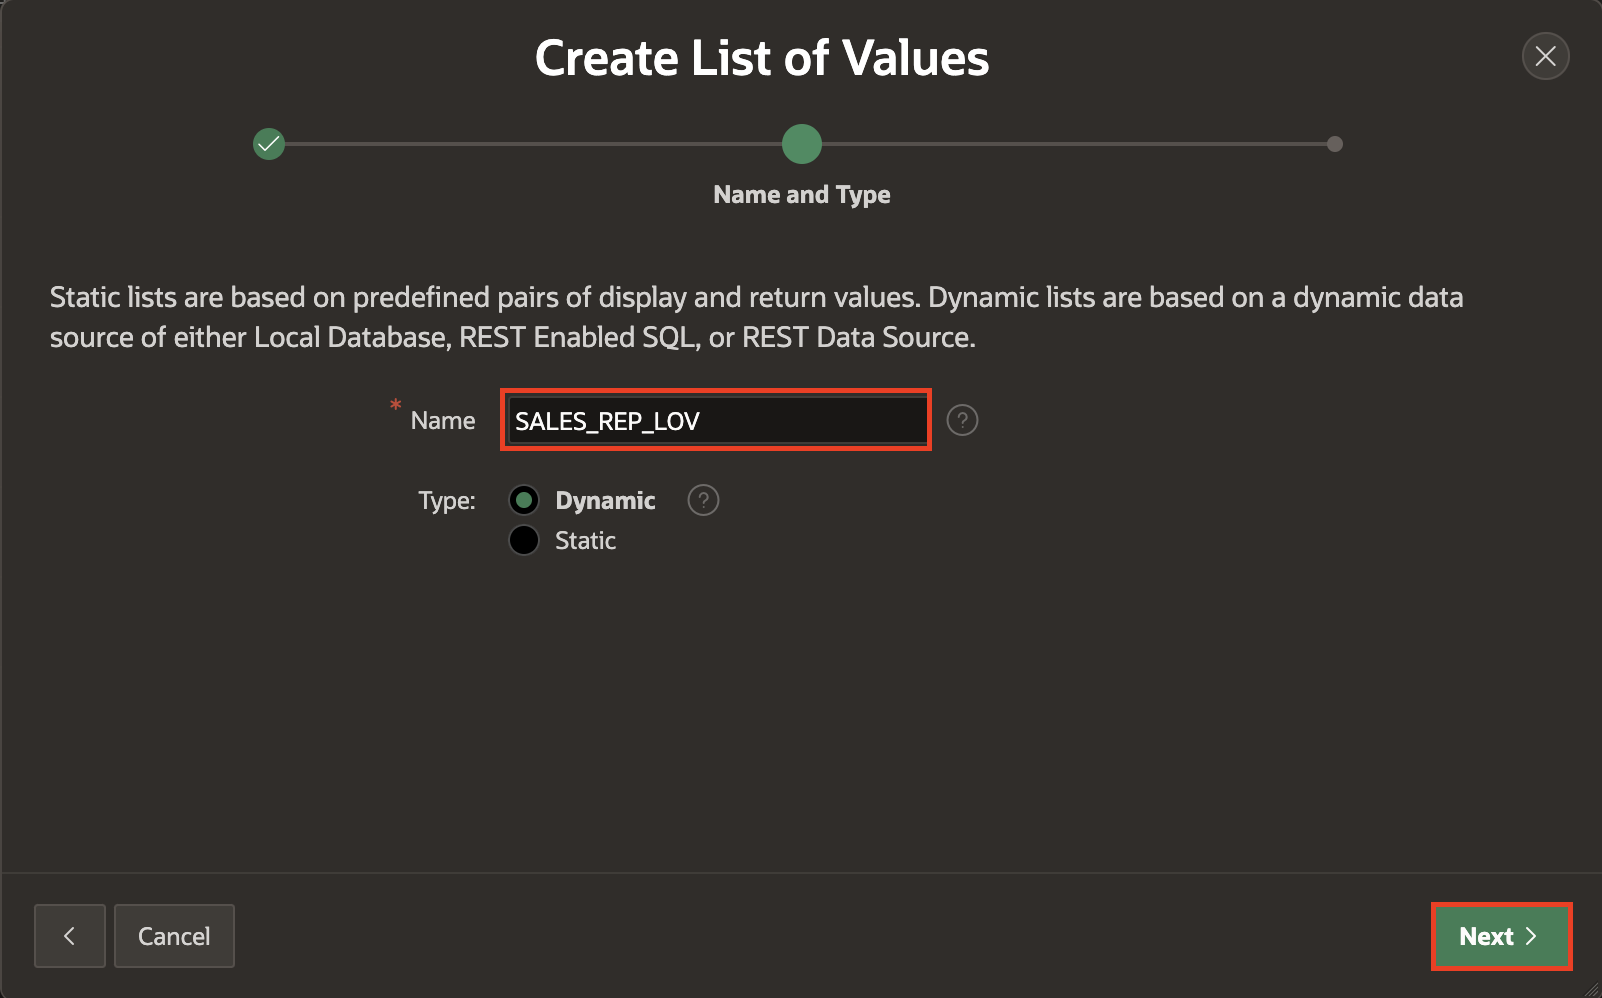 Create List of Values
Name and Type
Static lists are based on predefined pairs of display and return values. Dynamic lists are based on a dynamic data
source of either Local Database, REST Enabled SQL, or REST Data Source.
* Name SALES_REP_LOV ?
Type: Dynamic ?
Static
Cancel Next